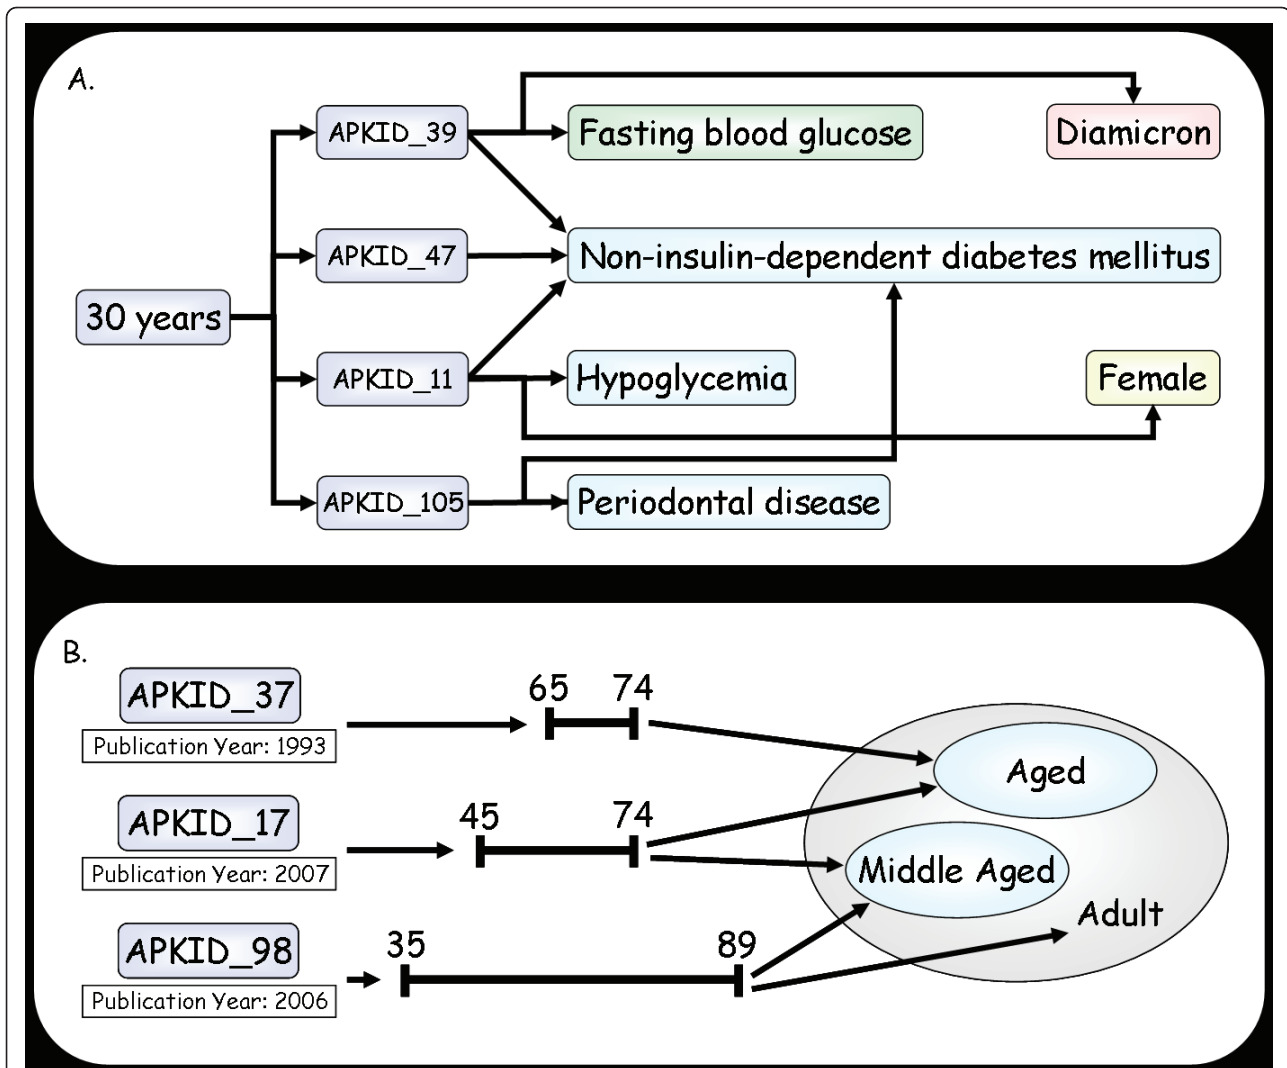 A.
APKID_39
Fasting blood glucose
Diamicron
APKID_47
Non-insulin-dependent diabetes mellitus
30 years
APKID_11
Hypoglycemia
Female
APKID_105
Periodontal disease
B.
APKID_37
Publication Year: 1993
65
74
Aged
APKID_17
Publication Year: 2007
45
74
Middle Aged
Adult
APKID_98
Publication Year: 2006
35
89